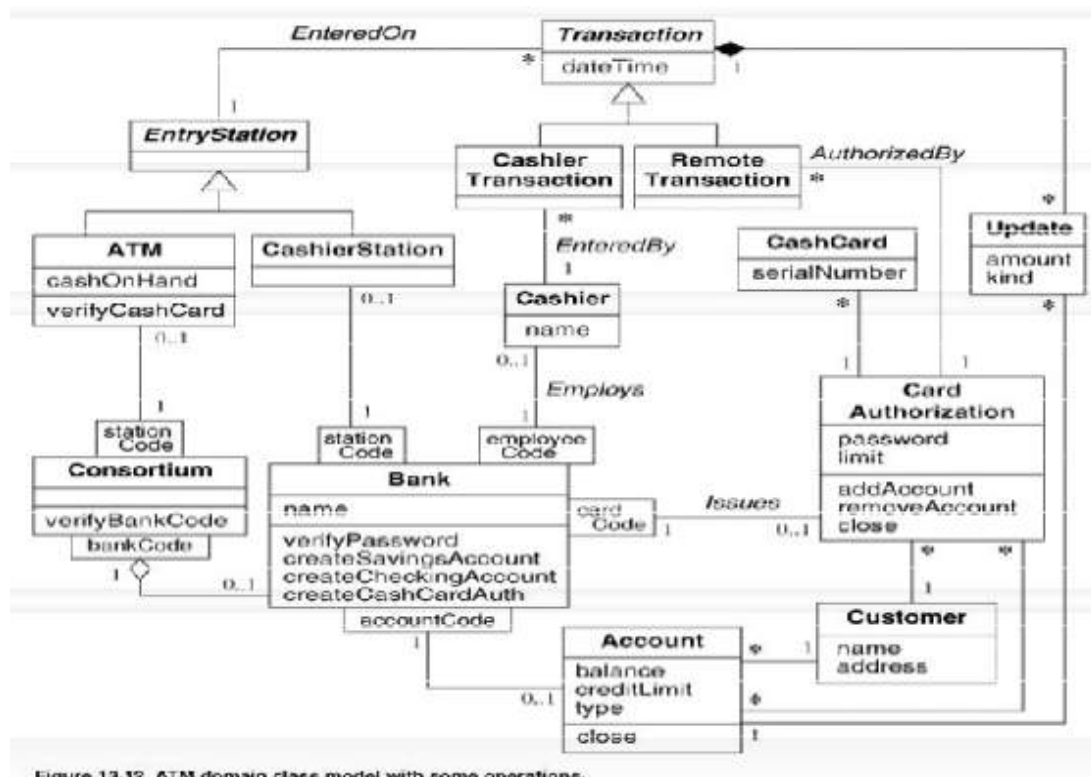 EnteredOn
Transaction
dateTime
*
1
1
EntryStation
Cashier
Transaction
Remote
Transaction
AuthorizedBy
*
*
*
ATM
cashOnHand
verifyCashCard
CashierStation
EnteredBy
CashCard
serialNumber
Update
amount
kind
0..1
0..1
1
Cashier
name
*
*
0..1
Employs
1
1
1
1
1
station
Code
station
Code
employee
Code
Card
Authorization
password
limit
addAccount
removeAccount
close
Consortium
verifyBankCode
bankCode
Bank
name
verifyPassword
createSavingsAccount
createCheckingAccount
createCashCardAuth
accountCode
card
Code
Issues
1
0..1
*
*
1
0..1
1
Customer
name
address
1
Account
balance
creditLimit
type
close
*
1
0..1
*
1
Figure 13.12 ATM domain class model with some operations.